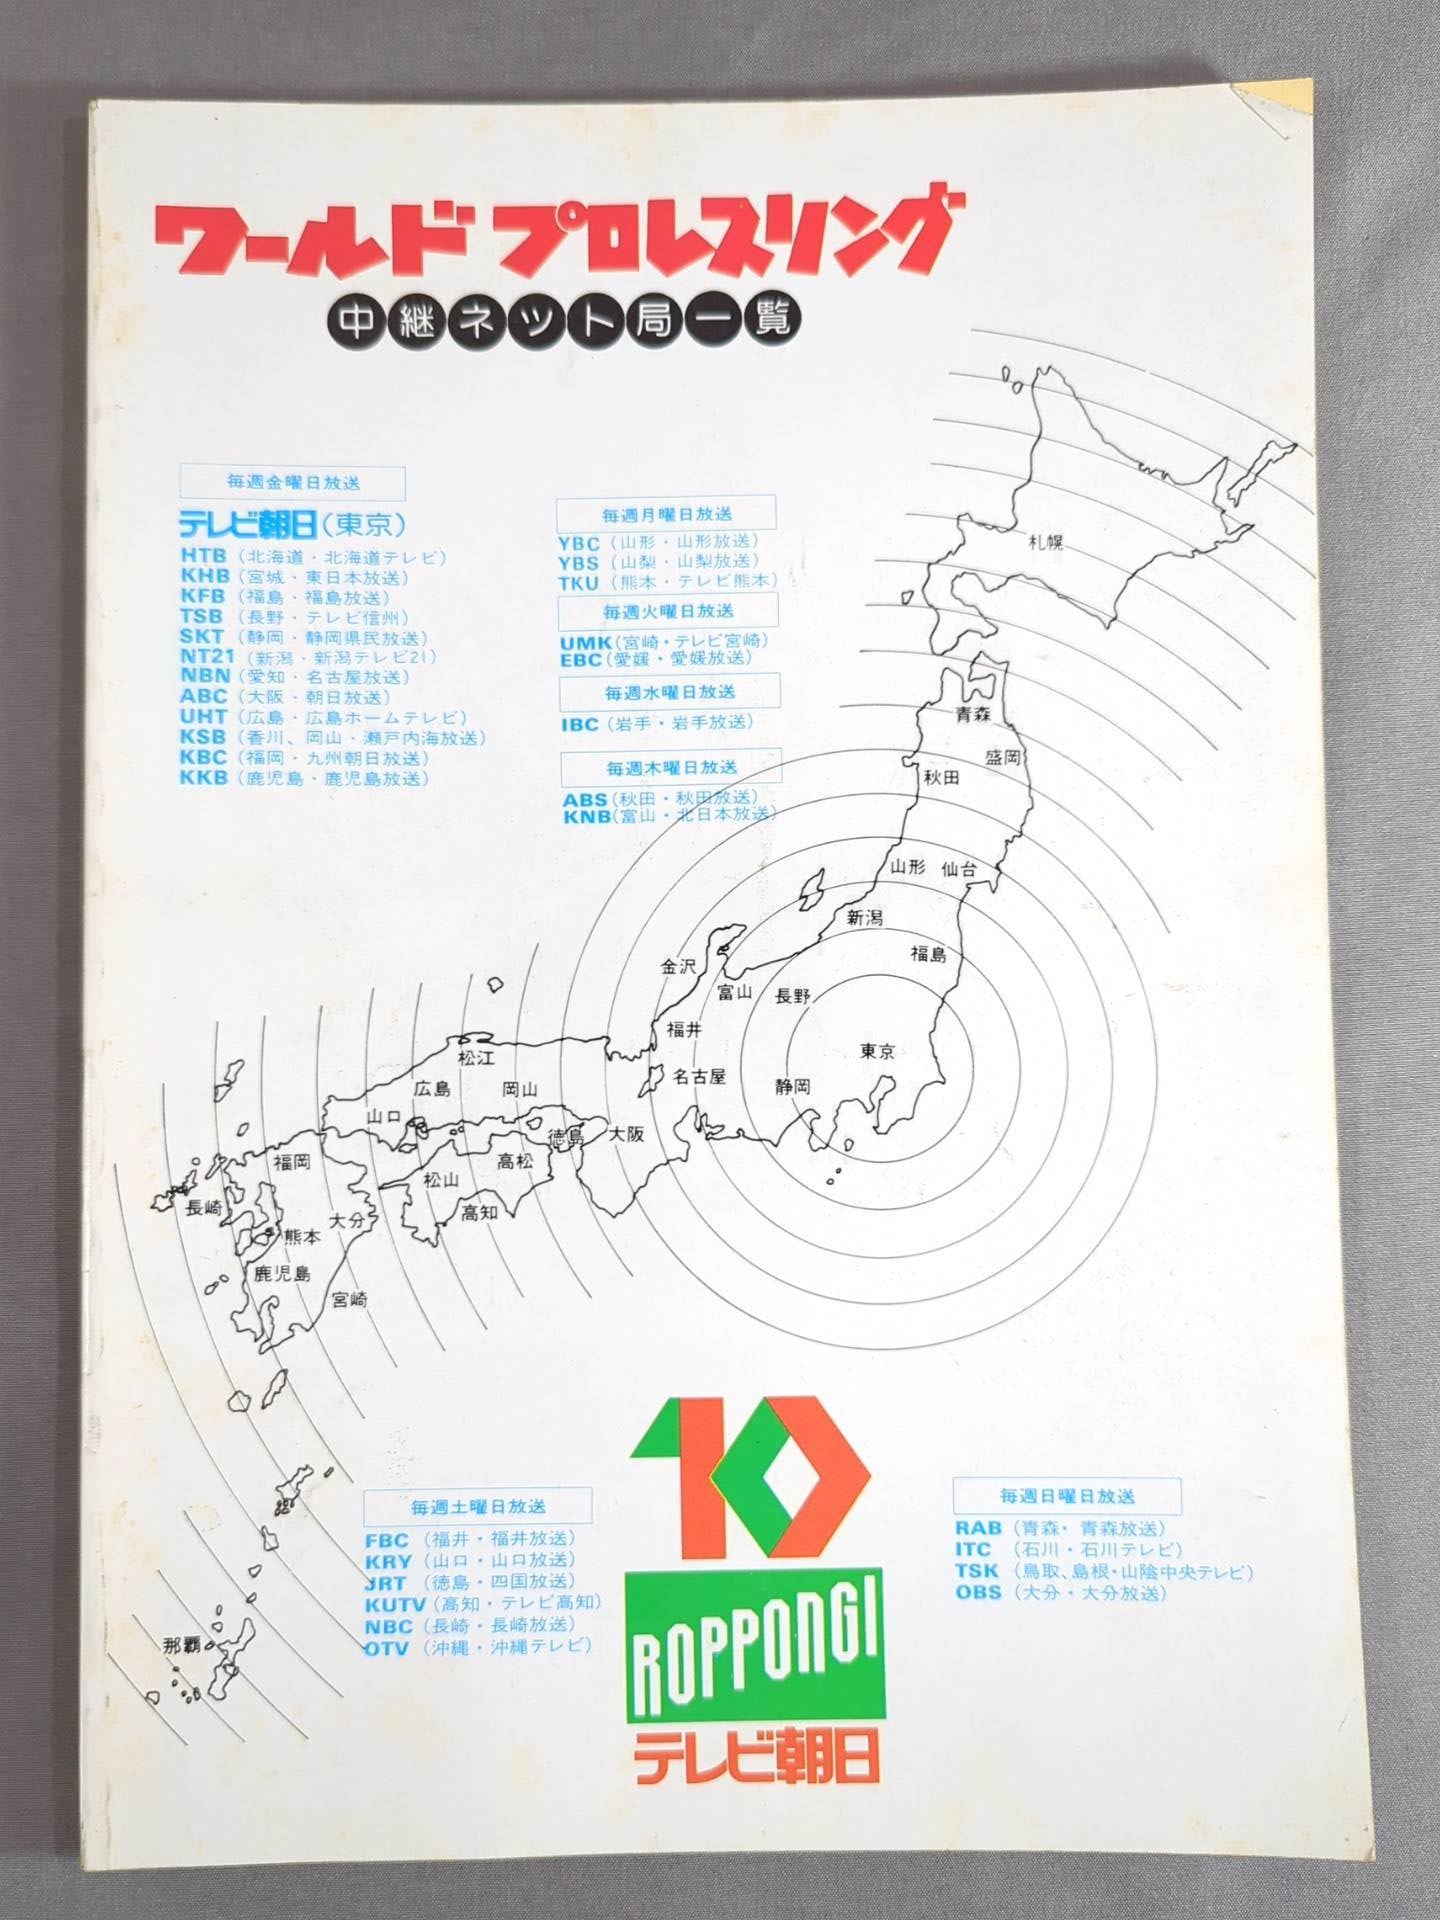 ワールド プロレスリング
中継ネット局一覧
毎週金曜日放送
テレビ朝日(東京)
HTB(北海道・北海道テレビ)
KHB(宮城・東日本放送)
KFB(福島・福島放送)
TSB(長野・テレビ信州)
SKT(静岡・静岡県民放送)
NT21(新潟・新潟テレビ21)
NBN(愛知・名古屋放送)
ABC(大阪・朝日放送)
UHT(広島・広島ホームテレビ)
KSB(香川、岡山・瀬戸内海放送)
KBC(福岡・九州朝日放送)
KKB(鹿児島・鹿児島放送)
毎週月曜日放送
YBC(山形・山形放送)
YBS(山梨・山梨放送)
TKU(熊本・テレビ熊本)
毎週火曜日放送
UMK(宮崎・テレビ宮崎)
EBC(愛媛・愛媛放送)
毎週水曜日放送
IBC(岩手・岩手放送)
毎週木曜日放送
ABS(秋田・秋田放送)
KNB(富山・北日本放送)
札幌
青森
盛岡
秋田
山形 仙台
新潟
福島
金沢
富山
長野
福井
東京
松江
名古屋
静岡
広島
岡山
山口
徳島
大阪
福岡
高松
松山
長崎
高知
大分
熊本
鹿児島
宮崎
那覇
毎週土曜日放送
FBC(福井・福井放送)
KRY(山口・山口放送)
JRT(徳島・四国放送)
KUTV(高知・テレビ高知)
NBC(長崎・長崎放送)
OTV(沖縄・沖縄テレビ)
10
ROPPONGI
テレビ朝日
毎週日曜日放送
RAB(青森・青森放送)
ITC(石川・石川テレビ)
TSK(鳥取、島根・山陰中央テレビ)
OBS(大分・大分放送)